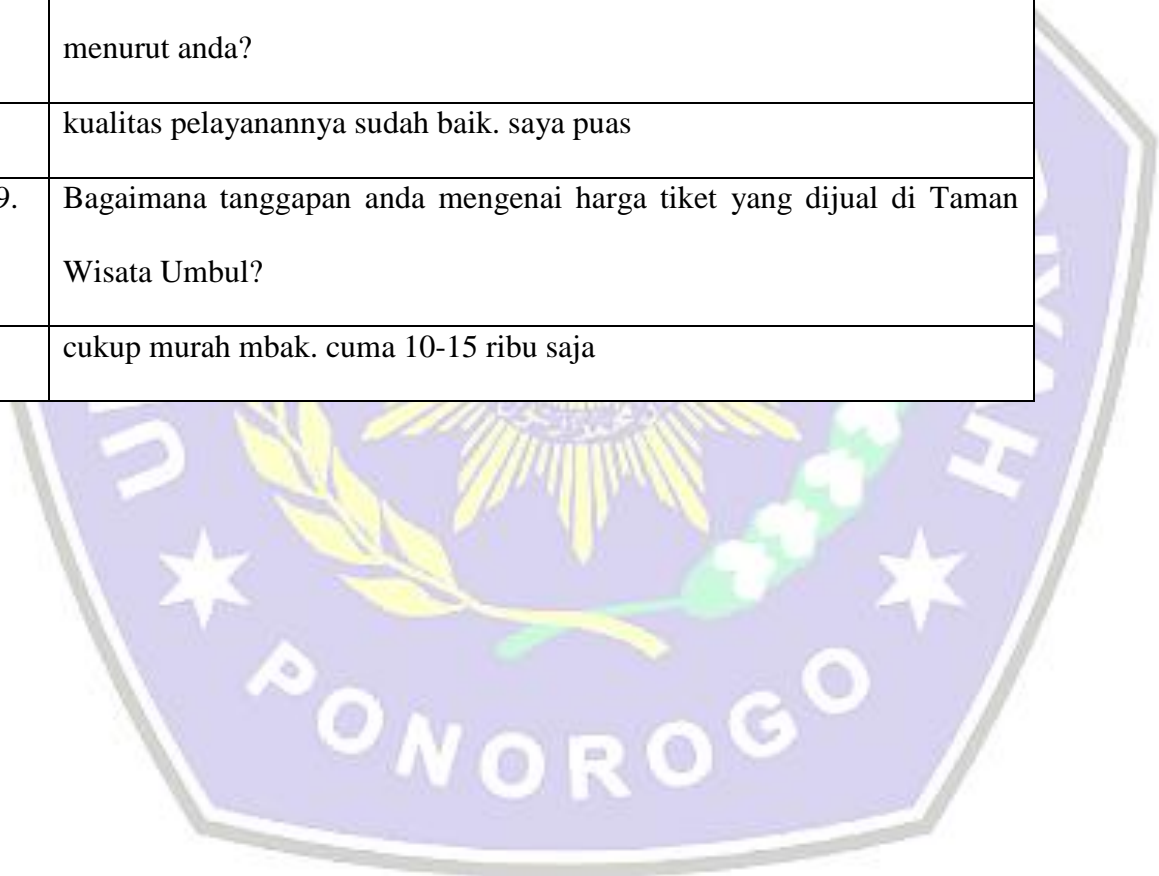 menurut anda?
kualitas pelayanannya sudah baik. saya puas
9. Bagaimana tanggapan anda mengenai harga tiket yang dijual di Taman
Wisata Umbul?
cukup murah mbak. cuma 10-15 ribu saja
PONOROGO